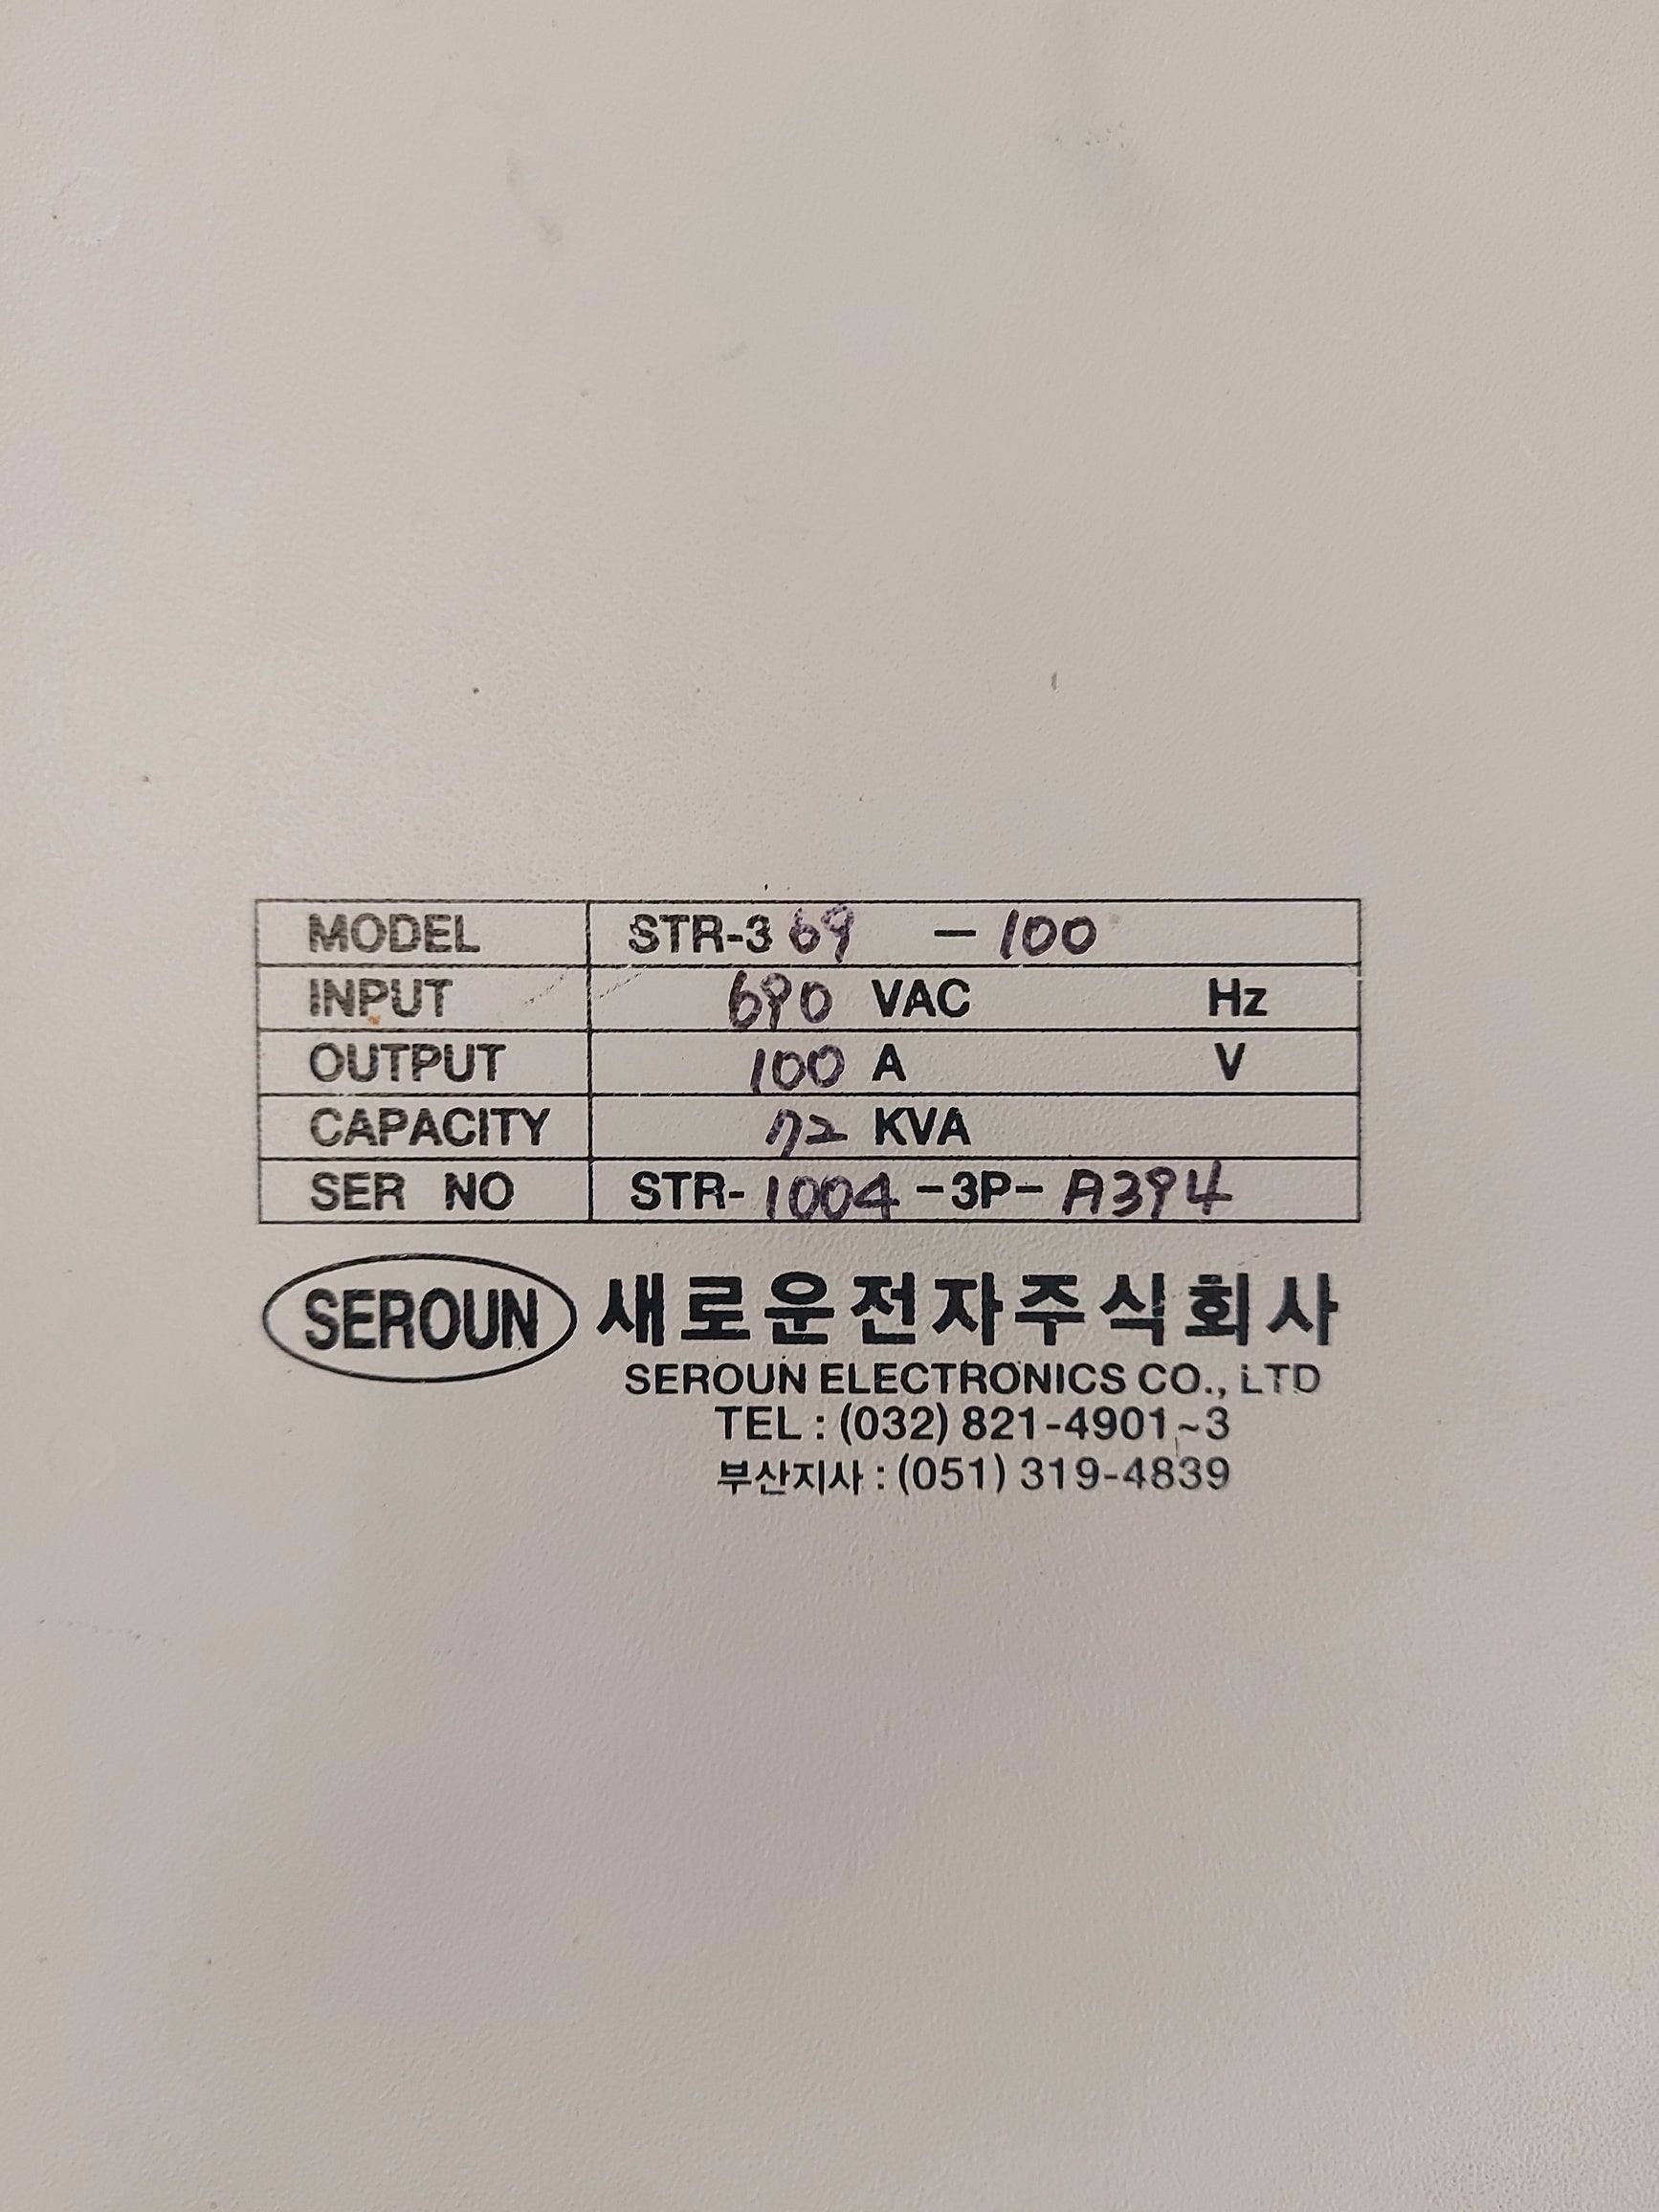 MODEL STR-369 - 100
INPUT 690 VAC Hz
OUTPUT 100 A V
CAPACITY 72 KVA
SER NO STR-1004-3P-A394
SEROUN 새로운전자주식회사
SEROUN ELECTRONICS CO., LTD
TEL : (032) 821-4901~3
부산지사 : (051) 319-4839